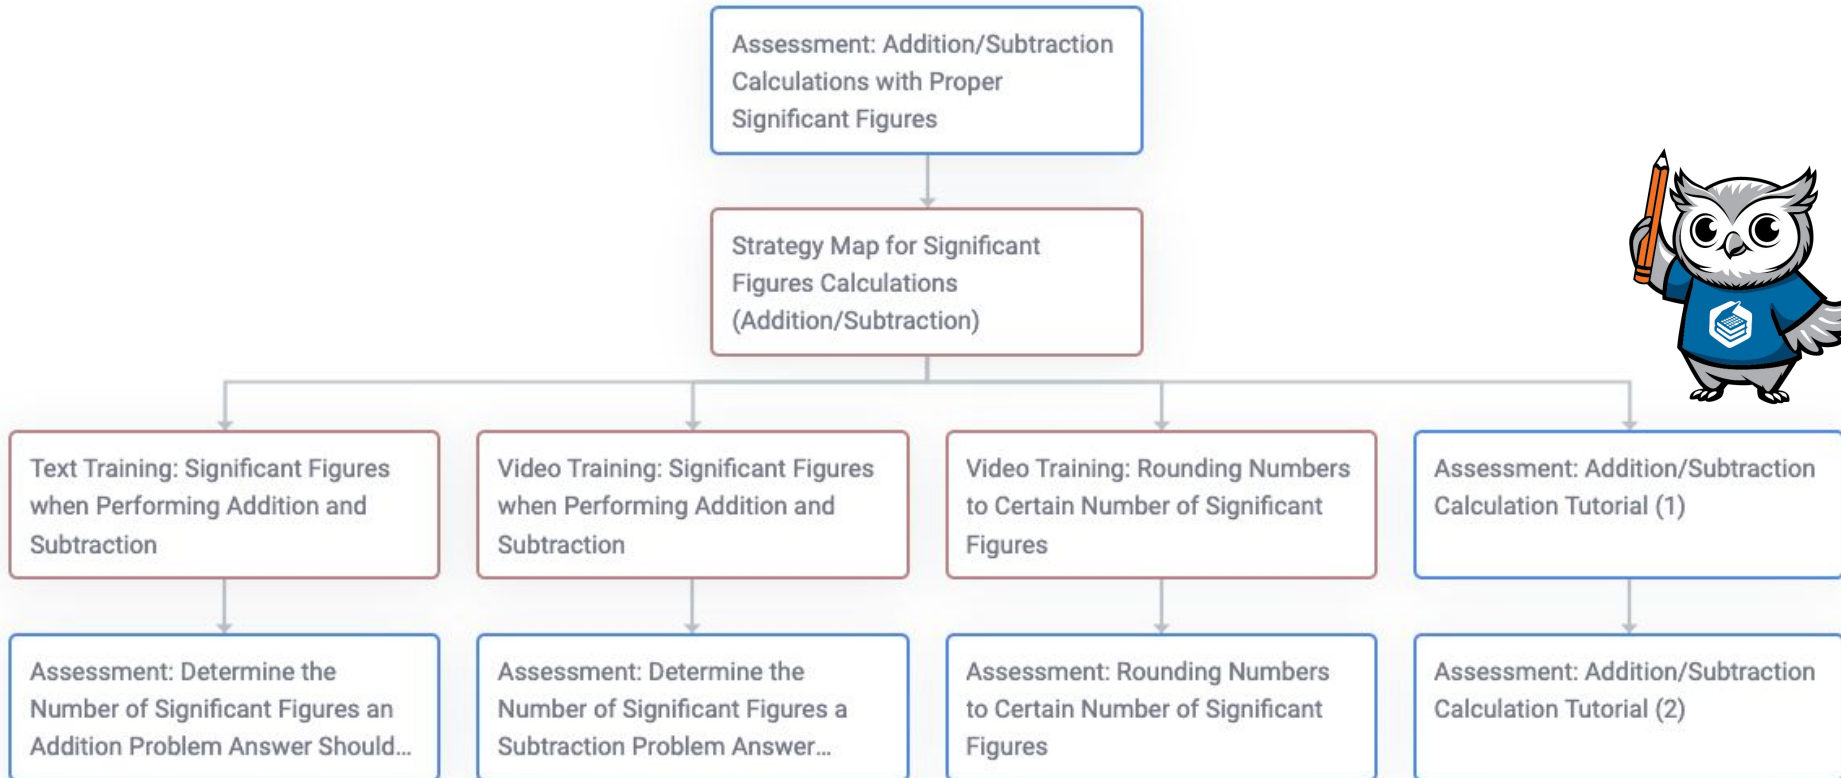 Assessment: Addition/Subtraction
Calculations with Proper
Significant Figures
Strategy Map for Significant
Figures Calculations
(Addition/Subtraction)
Text Training: Significant Figures
when Performing Addition and
Subtraction
Video Training: Significant Figures
when Performing Addition and
Subtraction
Video Training: Rounding Numbers
to Certain Number of Significant
Figures
Assessment: Addition/Subtraction
Calculation Tutorial (1)
Assessment: Determine the
Number of Significant Figures an
Addition Problem Answer Should...
Assessment: Determine the
Number of Significant Figures a
Subtraction Problem Answer...
Assessment: Rounding Numbers
to Certain Number of Significant
Figures
Assessment: Addition/Subtraction
Calculation Tutorial (2)